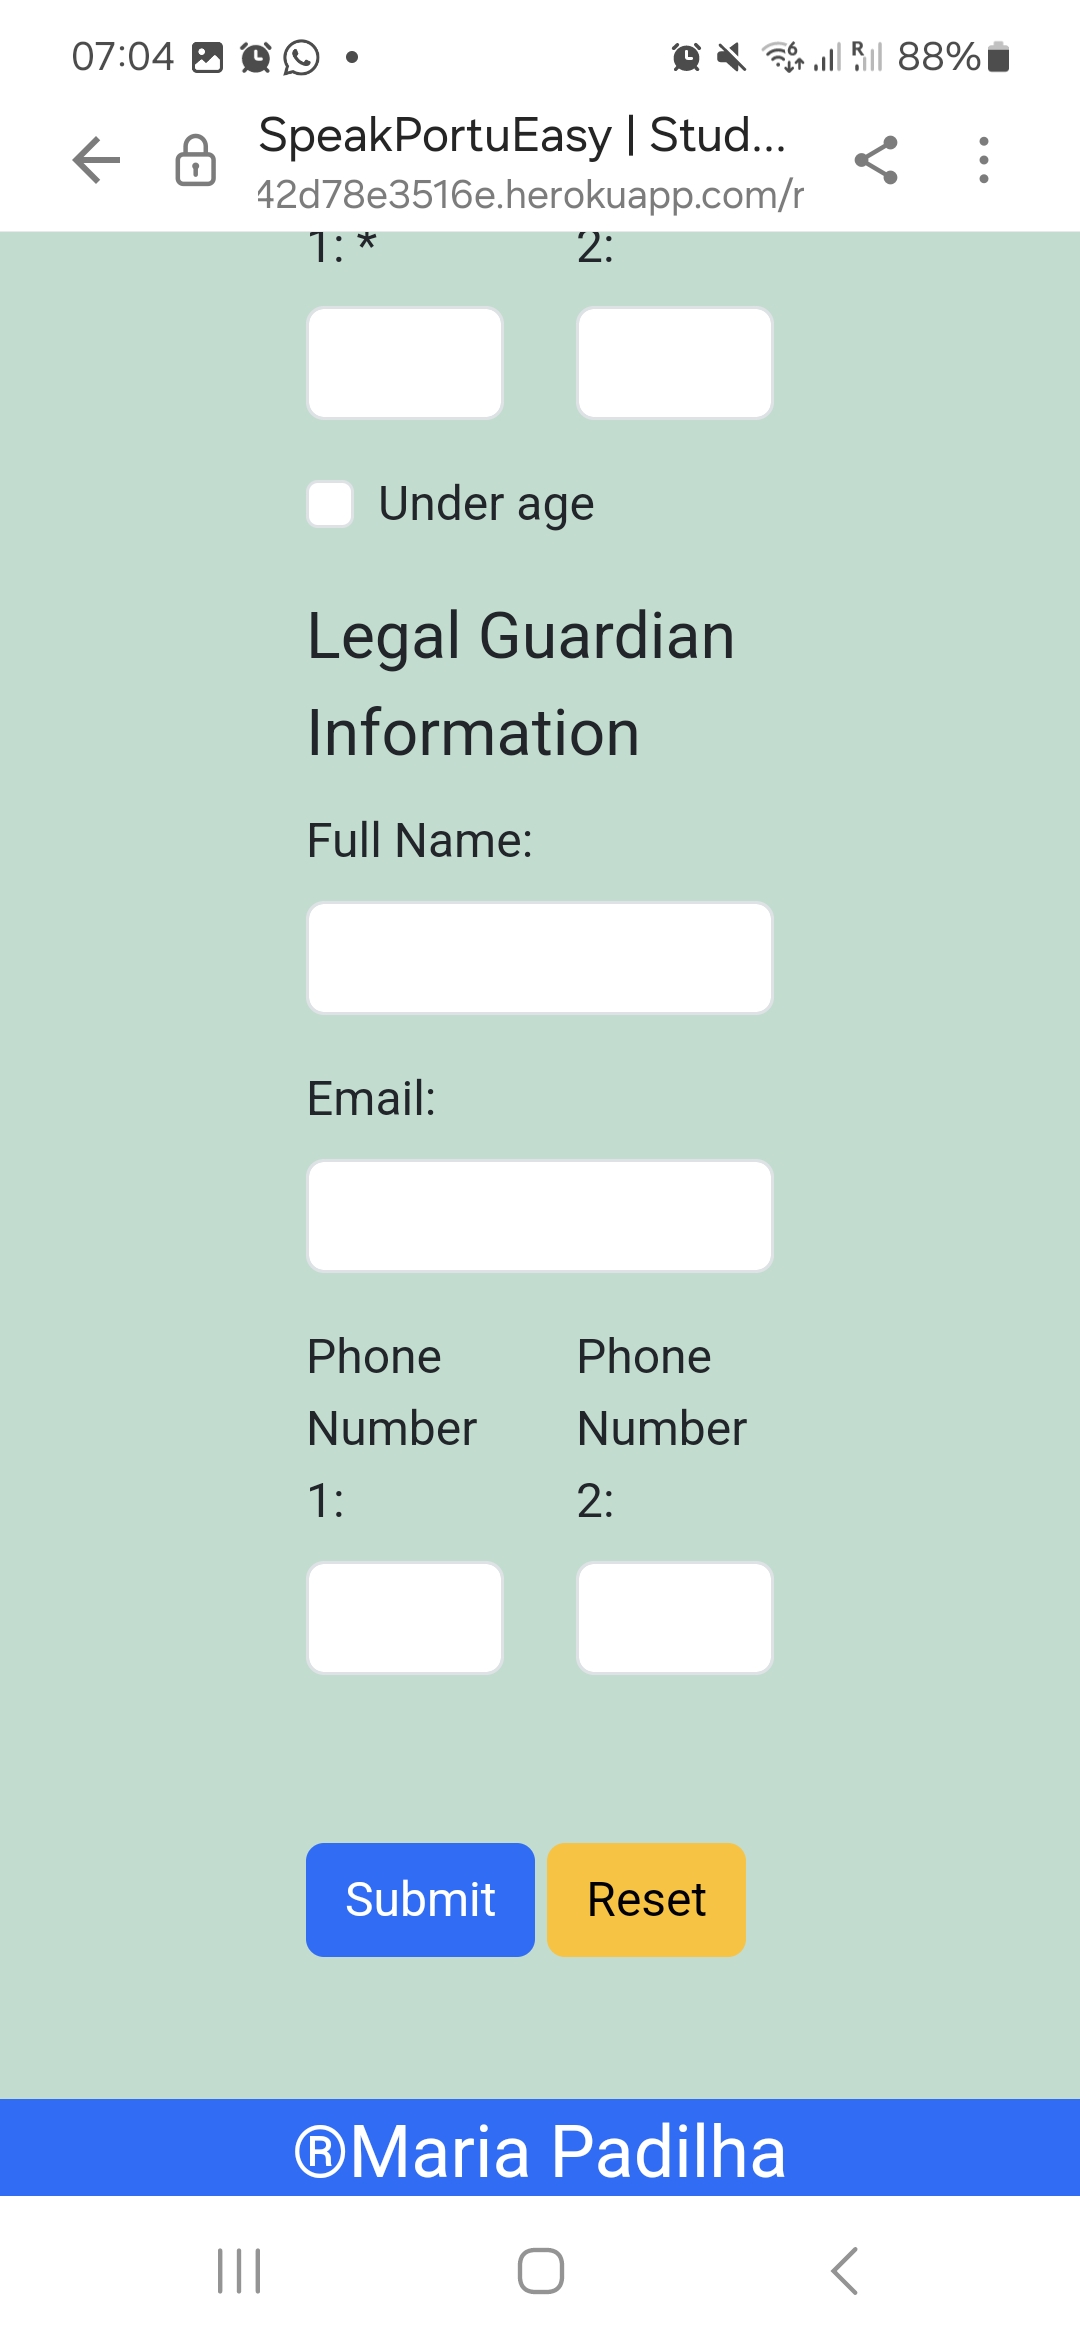 07:04
R
6
88%
SpeakPortuEasy | Stud...
42d78e3516e.herokuapp.com/r
1: * 2:
Under age
Legal Guardian
Information
Full Name:
Email:
Phone Phone
Number Number
1: 2:
Submit Reset
®Maria Padilha